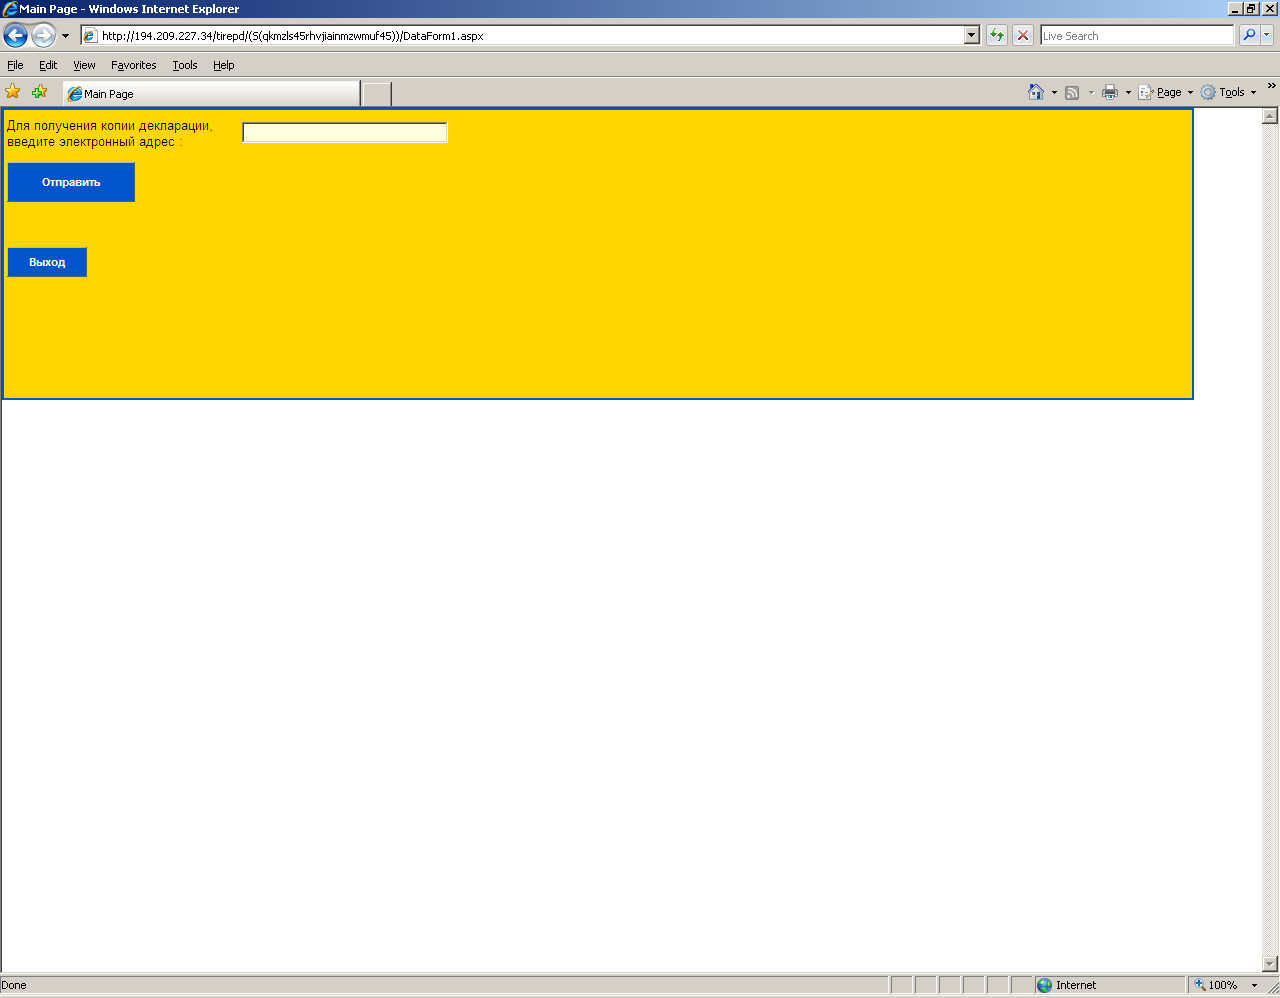 Main Page - Windows Internet Explorer
http://194.209.227.34/tirepd/(S(qkmzls45rhvjiainmzwmuf45))/DataForm1.aspx
Live Search
File Edit View Favorites Tools Help
Main Page
Page Tools
Для получения копии декларации,
введите электронный адрес :
Отправить
Выход
Done
Internet
100%